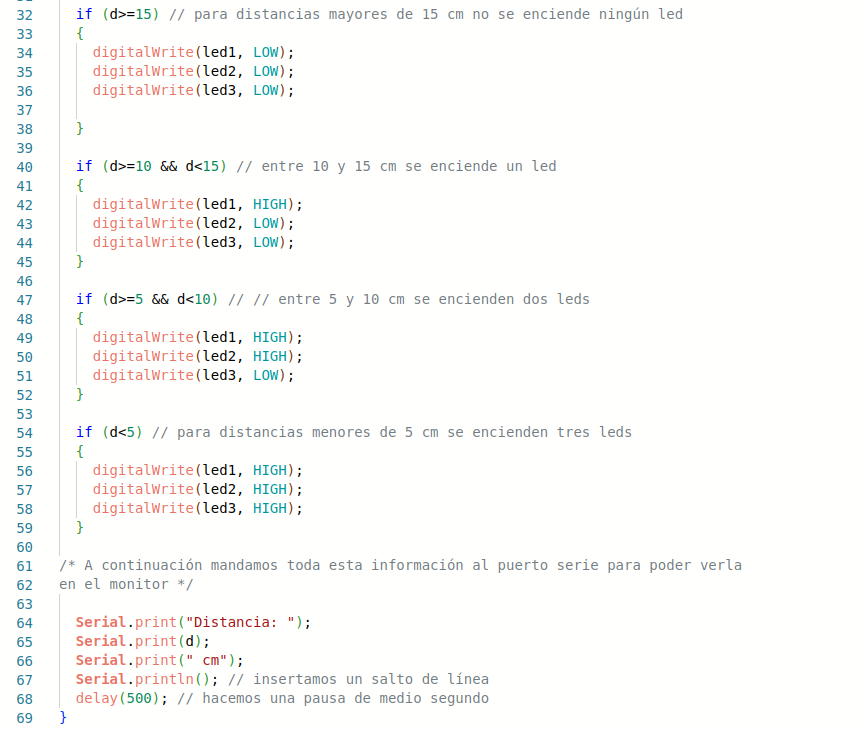 32 if (d>=15) // para distancias mayores de 15 cm no se enciende ningún led
33 {
34 digitalWrite(led1, LOW);
35 digitalWrite(led2, LOW);
36 digitalWrite(led3, LOW);
37
38 }
39
40 if (d>=10 && d<15) // entre 10 y 15 cm se enciende un led
41 {
42 digitalWrite(led1, HIGH);
43 digitalWrite(led2, LOW);
44 digitalWrite(led3, LOW);
45 }
46
47 if (d>=5 && d<10) // // entre 5 y 10 cm se encienden dos leds
48 {
49 digitalWrite(led1, HIGH);
50 digitalWrite(led2, HIGH);
51 digitalWrite(led3, LOW);
52 }
53
54 if (d<5) // para distancias menores de 5 cm se encienden tres leds
55 {
56 digitalWrite(led1, HIGH);
57 digitalWrite(led2, HIGH);
58 digitalWrite(led3, HIGH);
59 }
60
61 /* A continuación mandamos toda esta información al puerto serie para poder verla
62 en el monitor */
63
64 Serial.print("Distancia: ");
65 Serial.print(d);
66 Serial.print(" cm");
67 Serial.println(); // insertamos un salto de línea
68 delay(500); // hacemos una pausa de medio segundo
69 }